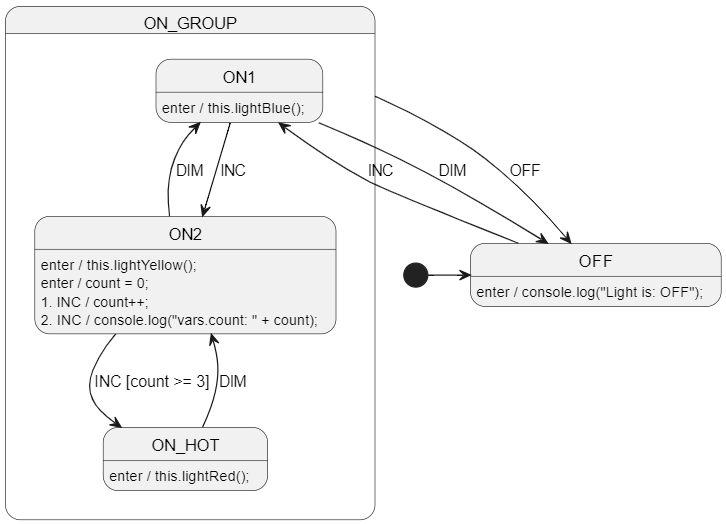 ON_GROUP
ON1
enter / this.lightBlue();
DIM
INC
INC
DIM
OFF
ON2
enter / this.lightYellow();
enter / count = 0;
1. INC / count++;
2. INC / console.log("vars.count: " + count);
OFF
enter / console.log("Light is: OFF");
INC [count >= 3]
DIM
ON_HOT
enter / this.lightRed();